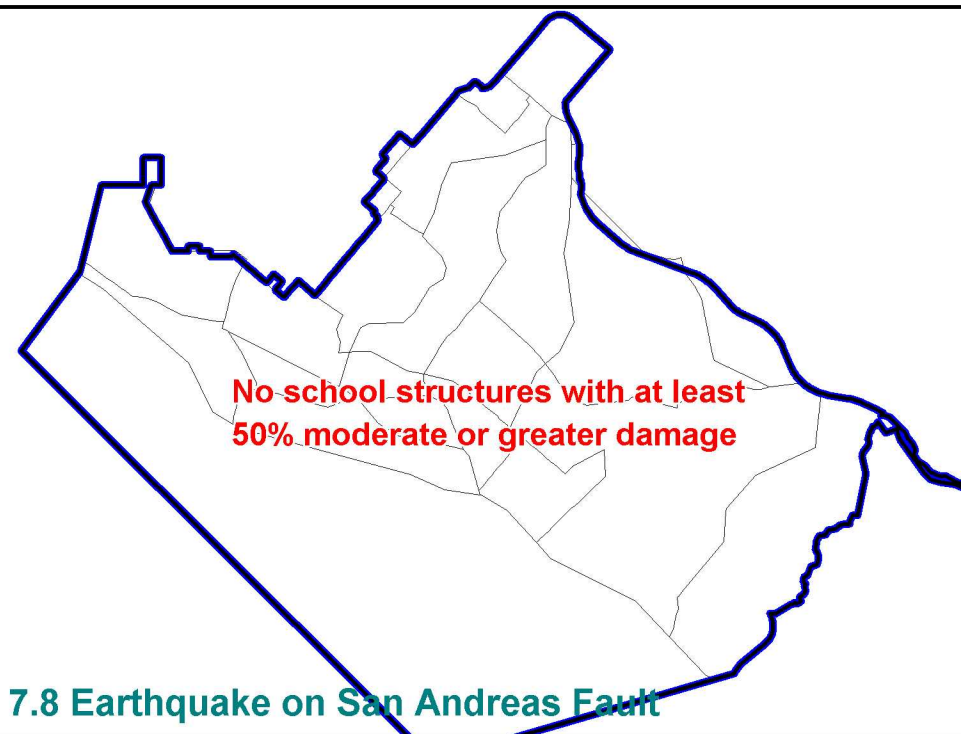 No school structures with at least
50% moderate or greater damage
7.8 Earthquake on San Andreas Fault